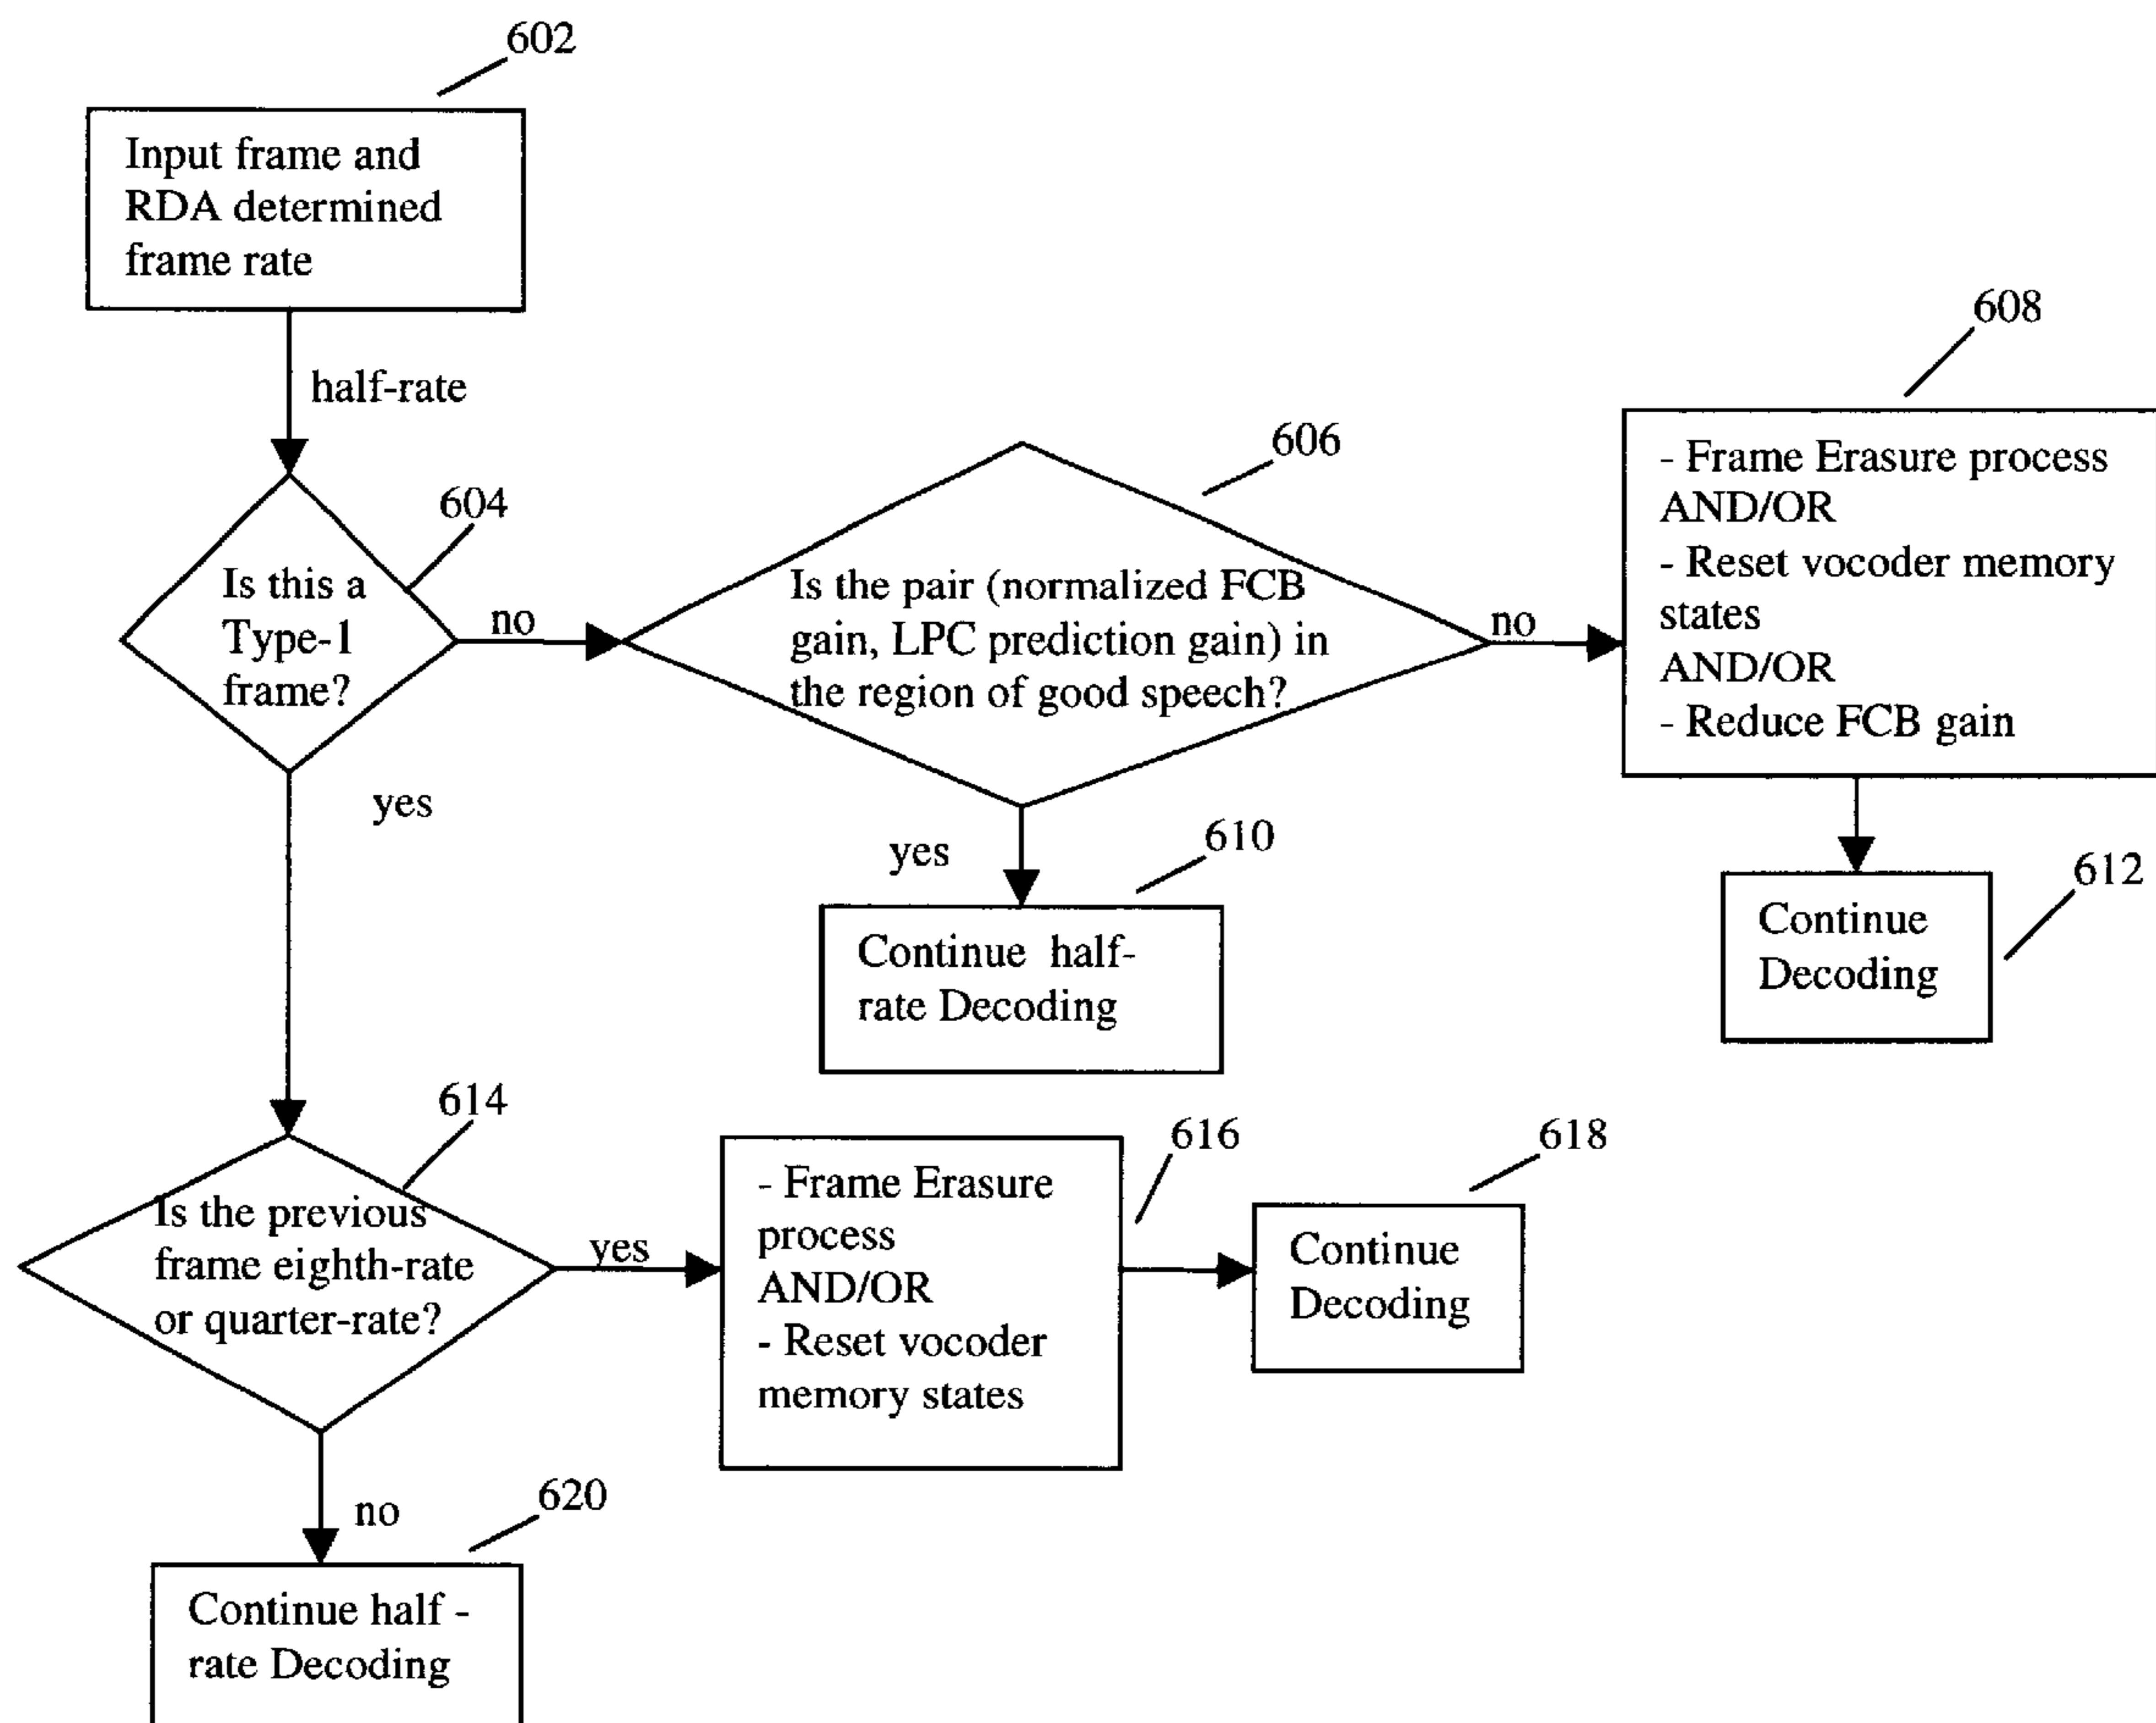 602
Input frame and
RDA determined
frame rate
half-rate
604
Is this a
Type-1
frame?
no
yes
606
Is the pair (normalized FCB
gain, LPC prediction gain) in
the region of good speech?
no
yes
608
- Frame Erasure process
AND/OR
- Reset vocoder memory
states
AND/OR
- Reduce FCB gain
610
Continue half-
rate Decoding
612
Continue
Decoding
614
Is the previous
frame eighth-rate
or quarter-rate?
yes
no
616
- Frame Erasure
process
AND/OR
- Reset vocoder
memory states
618
Continue
Decoding
620
Continue half -
rate Decoding